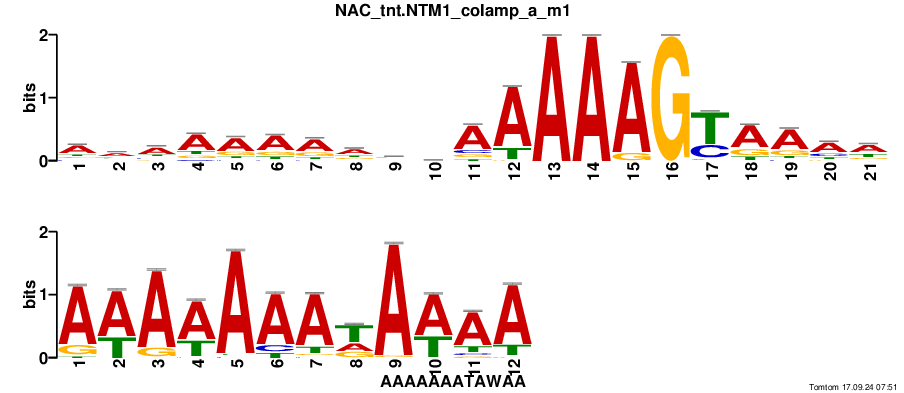 NAC_tnt.NTM1_colamp_a_m1
2
bits
1
0
1 2 3 4 5 6 7 8 9 10 11 12 13 14 15 16 17 18 19 20 21
2
bits
1
0
1 2 3 4 5 6 7 8 9 10 11 12
AAAAAAATAWAA
Tomtom 17.09.24 07:51